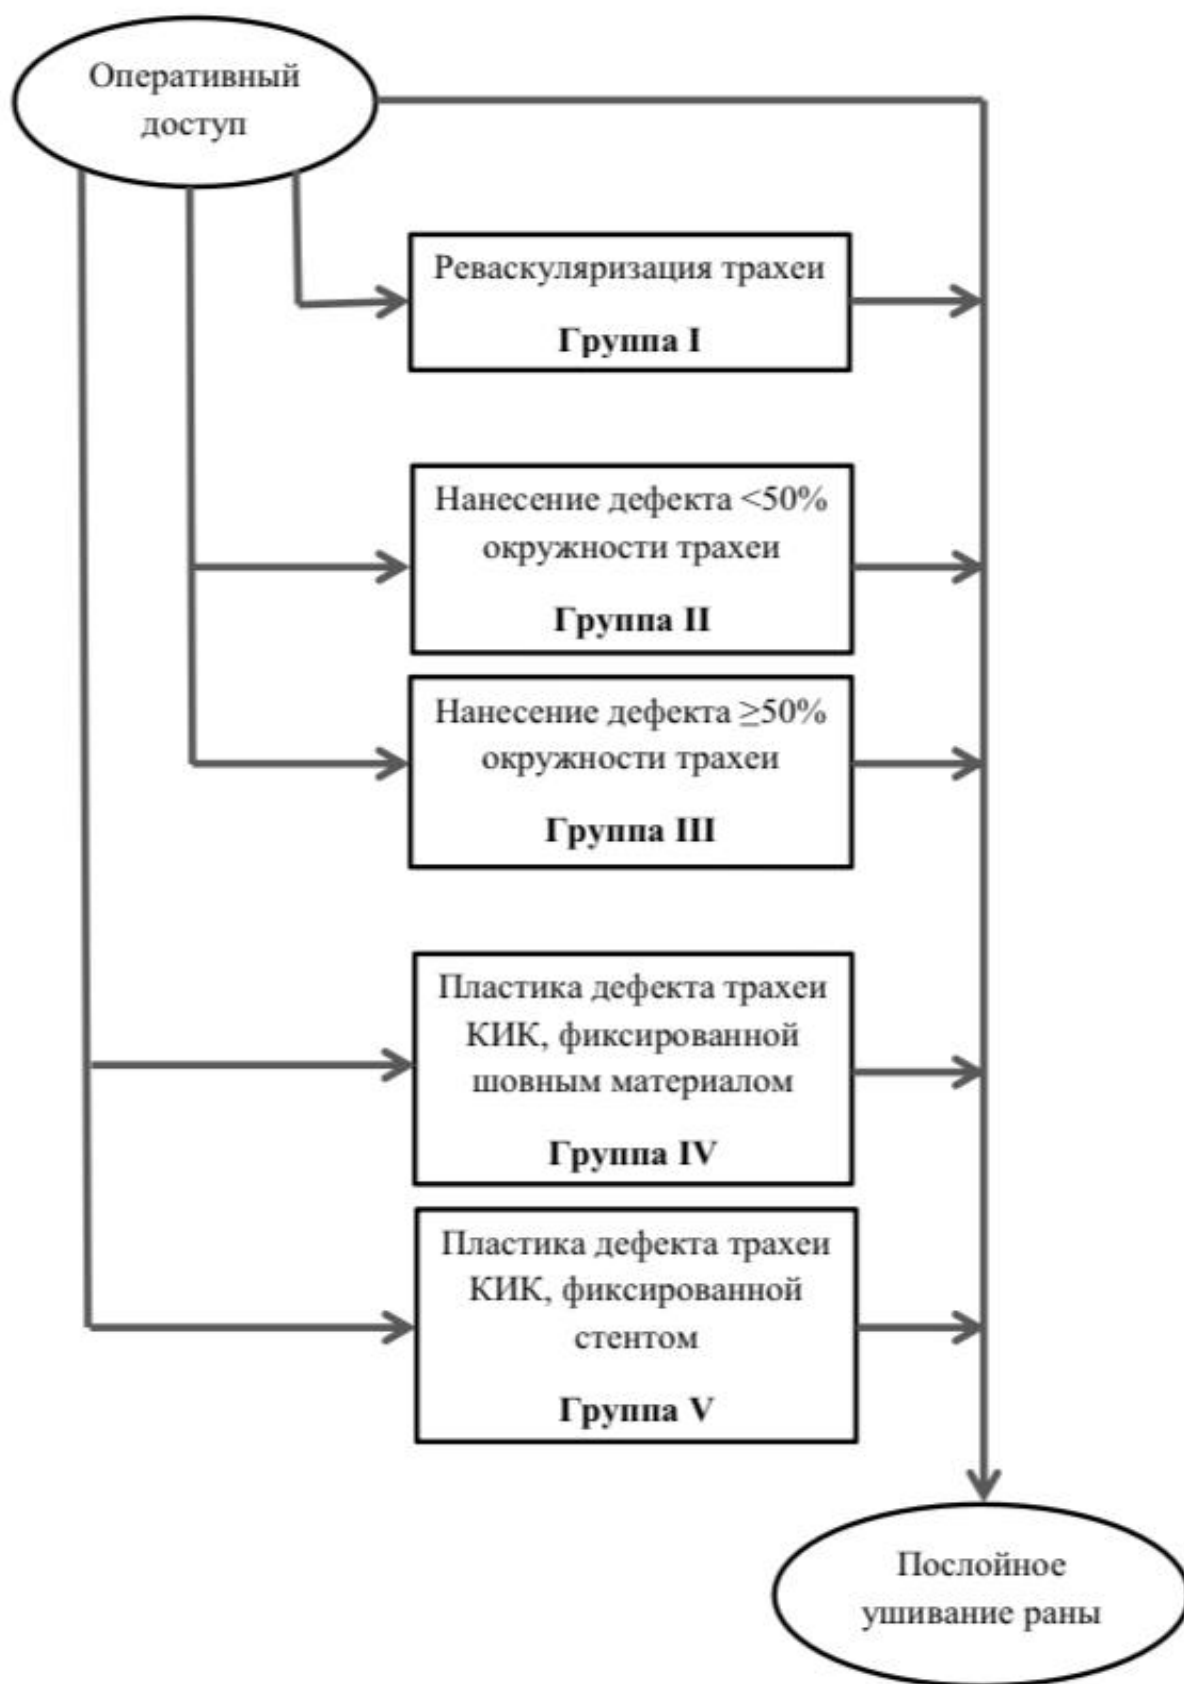 Оперативный
доступ
Реваскуляризация трахеи
Группа I
Нанесение дефекта <50%
окружности трахеи
Группа II
Нанесение дефекта ≥50%
окружности трахеи
Группа III
Пластика дефекта трахеи
КИК, фиксированной
шовным материалом
Группа IV
Пластика дефекта трахеи
КИК, фиксированной
стентом
Группа V
Послойное
ушивание раны